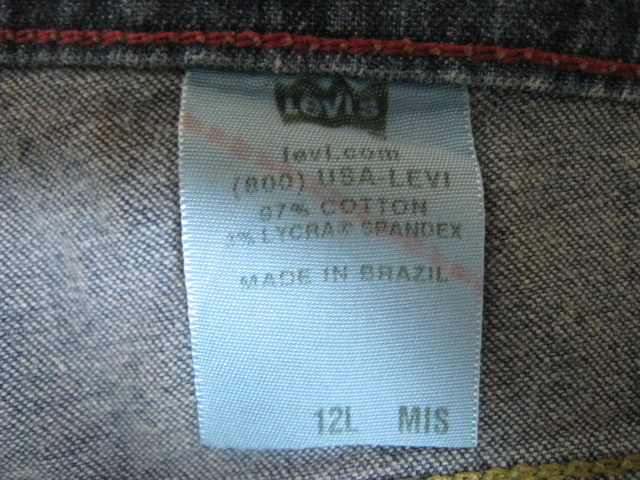 LEVI'S
levi.com
(800) USA-LEVI
97% COTTON
3% LYCRA® SPANDEX
MADE IN BRAZIL
12L MIS